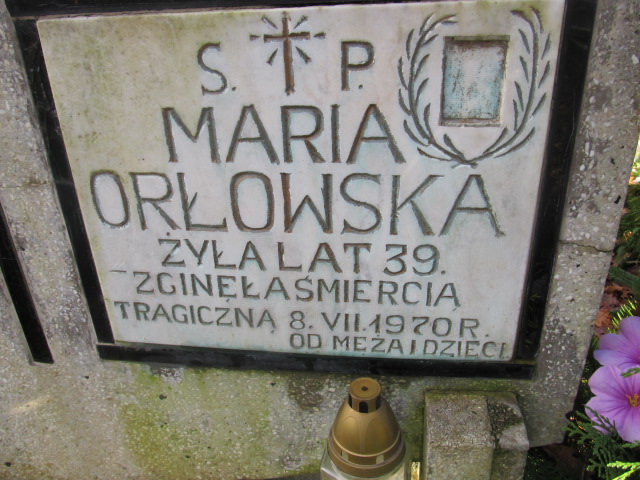 S. P.
MARIA
ORŁOWSKA
ŻYŁA LAT 39.
ZGINĘŁA ŚMIERCIĄ
TRAGICZNĄ 8. VII. 1970 R.
OD MĘŻA I DZIECI